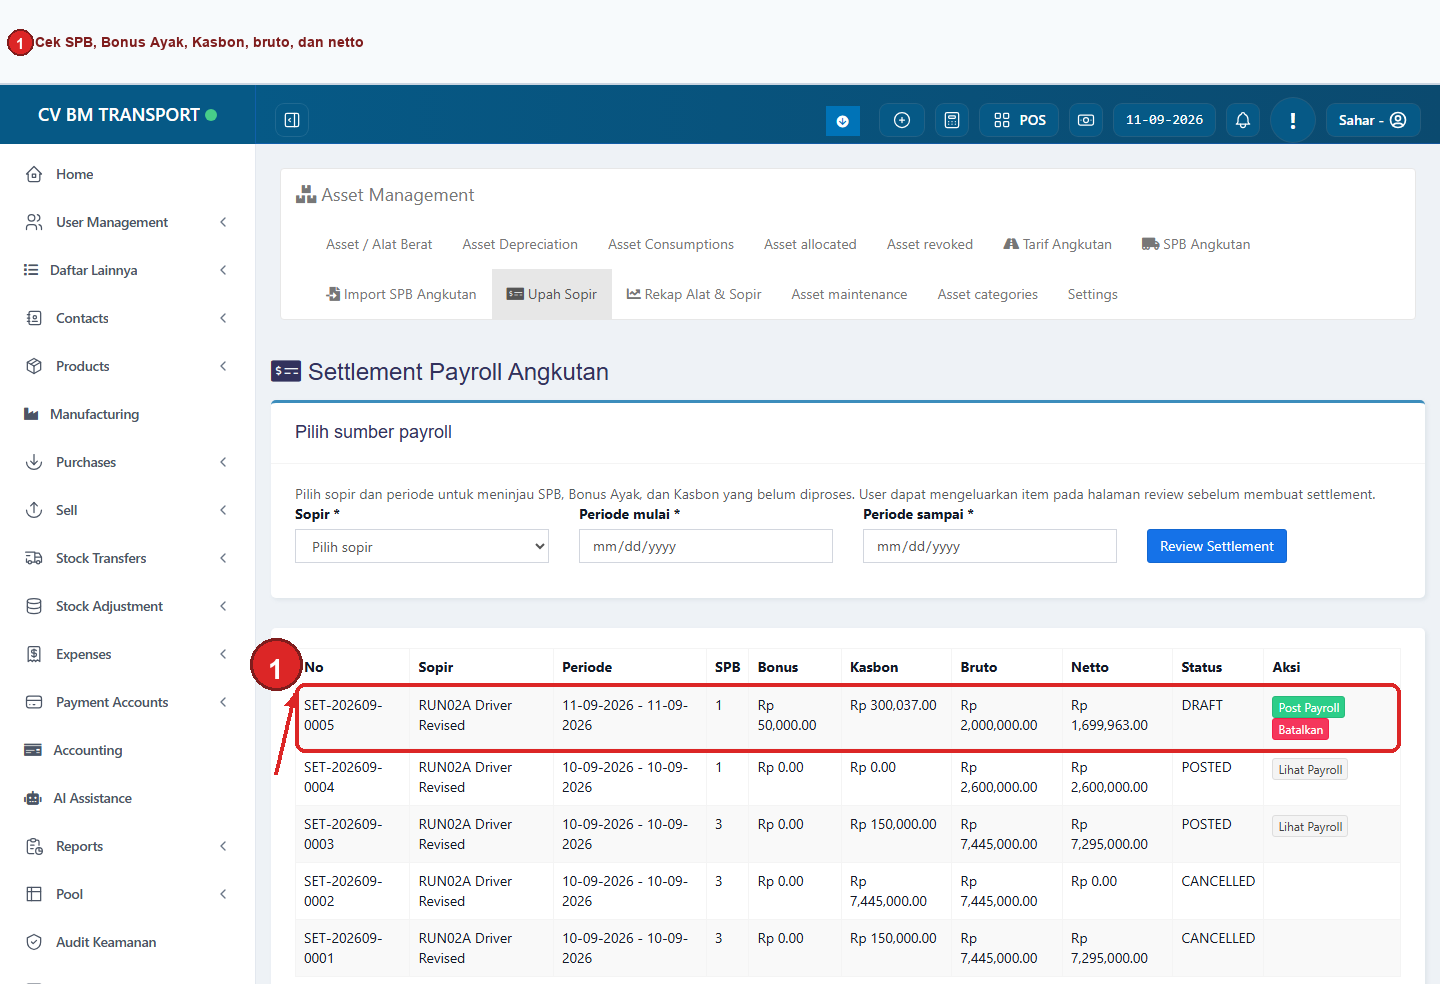 1 Cek SPB, Bonus Ayak, Kasbon, bruto, dan netto
CV BM TRANSPORT
POS
11-09-2026
Sahar -
Home
User Management
Daftar Lainnya
Contacts
Products
Manufacturing
Purchases
Sell
Stock Transfers
Stock Adjustment
Expenses
Payment Accounts
Accounting
AI Assistance
Reports
Pool
Audit Keamanan
Asset Management
Asset / Alat Berat Asset Depreciation Asset Consumptions Asset allocated Asset revoked Tarif Angkutan SPB Angkutan
Import SPB Angkutan Upah Sopir Rekap Alat & Sopir Asset maintenance Asset categories Settings
Settlement Payroll Angkutan
Pilih sumber payroll
Pilih sopir dan periode untuk meninjau SPB, Bonus Ayak, dan Kasbon yang belum diproses. User dapat mengeluarkan item pada halaman review sebelum membuat settlement.
Sopir * Periode mulai * Periode sampai *
Pilih sopir mm/dd/yyyy mm/dd/yyyy Review Settlement
1
No Sopir Periode SPB Bonus Kasbon Bruto Netto Status Aksi
SET-202609- RUN02A Driver 11-09-2026 - 11-09- 1 Rp Rp 300,037.00 Rp Rp DRAFT Post Payroll
0005 Revised 2026 50,000.00 2,000,000.00 1,699,963.00 Batalkan
SET-202609- RUN02A Driver 10-09-2026 - 10-09- 1 Rp 0.00 Rp 0.00 Rp Rp POSTED Lihat Payroll
0004 Revised 2026 2,600,000.00 2,600,000.00
SET-202609- RUN02A Driver 10-09-2026 - 10-09- 3 Rp 0.00 Rp 150,000.00 Rp Rp POSTED Lihat Payroll
0003 Revised 2026 7,445,000.00 7,295,000.00
SET-202609- RUN02A Driver 10-09-2026 - 10-09- 3 Rp 0.00 Rp Rp Rp 0.00 CANCELLED
0002 Revised 2026 7,445,000.00 7,445,000.00
SET-202609- RUN02A Driver 10-09-2026 - 10-09- 3 Rp 0.00 Rp 150,000.00 Rp Rp CANCELLED
0001 Revised 2026 7,445,000.00 7,295,000.00